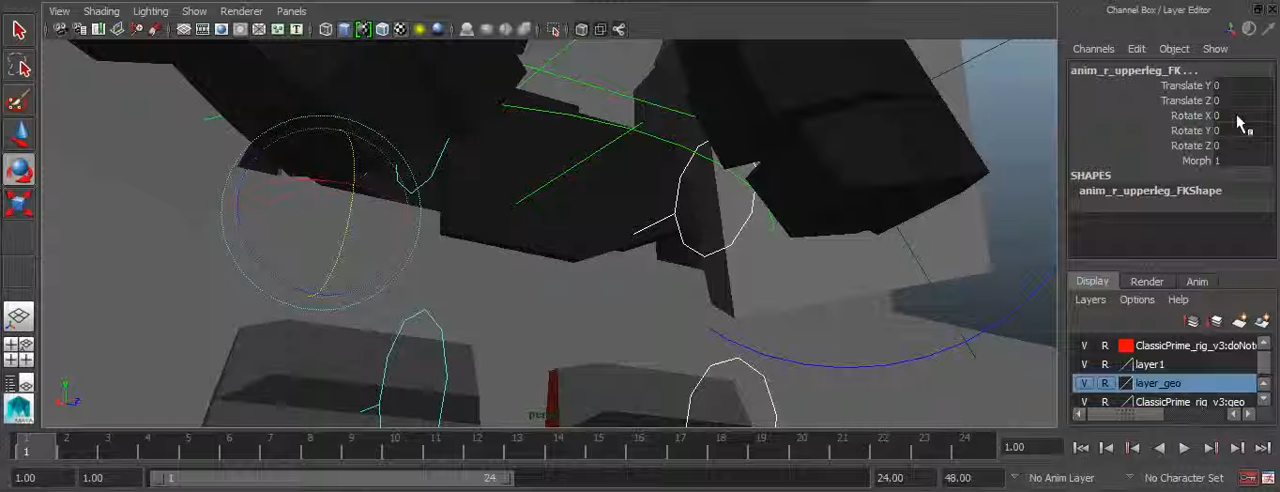 View Shading Lighting Show Renderer Panels
Channel Box / Layer Editor
Channels Edit Object Show
anim_r_upperleg_FK...
Translate Y 0
Translate Z 0
Rotate X 0
Rotate Y 0
Rotate Z 0
Morph 1
SHAPES
anim_r_upperleg_FKShape
Display Render Anim
Layers Options Help
V R ClassicPrime_rig_v3:doNot
V R layer1
V R layer_geo
V R ClassicPrime_rig_v3:geo
persp
1 2 3 4 5 6 7 8 9 10 11 12 13 14 15 16 17 18 19 20 21 22 23 24
1
1.00
1.00 1.00 1 24 24.00 48.00 No Anim Layer No Character Set